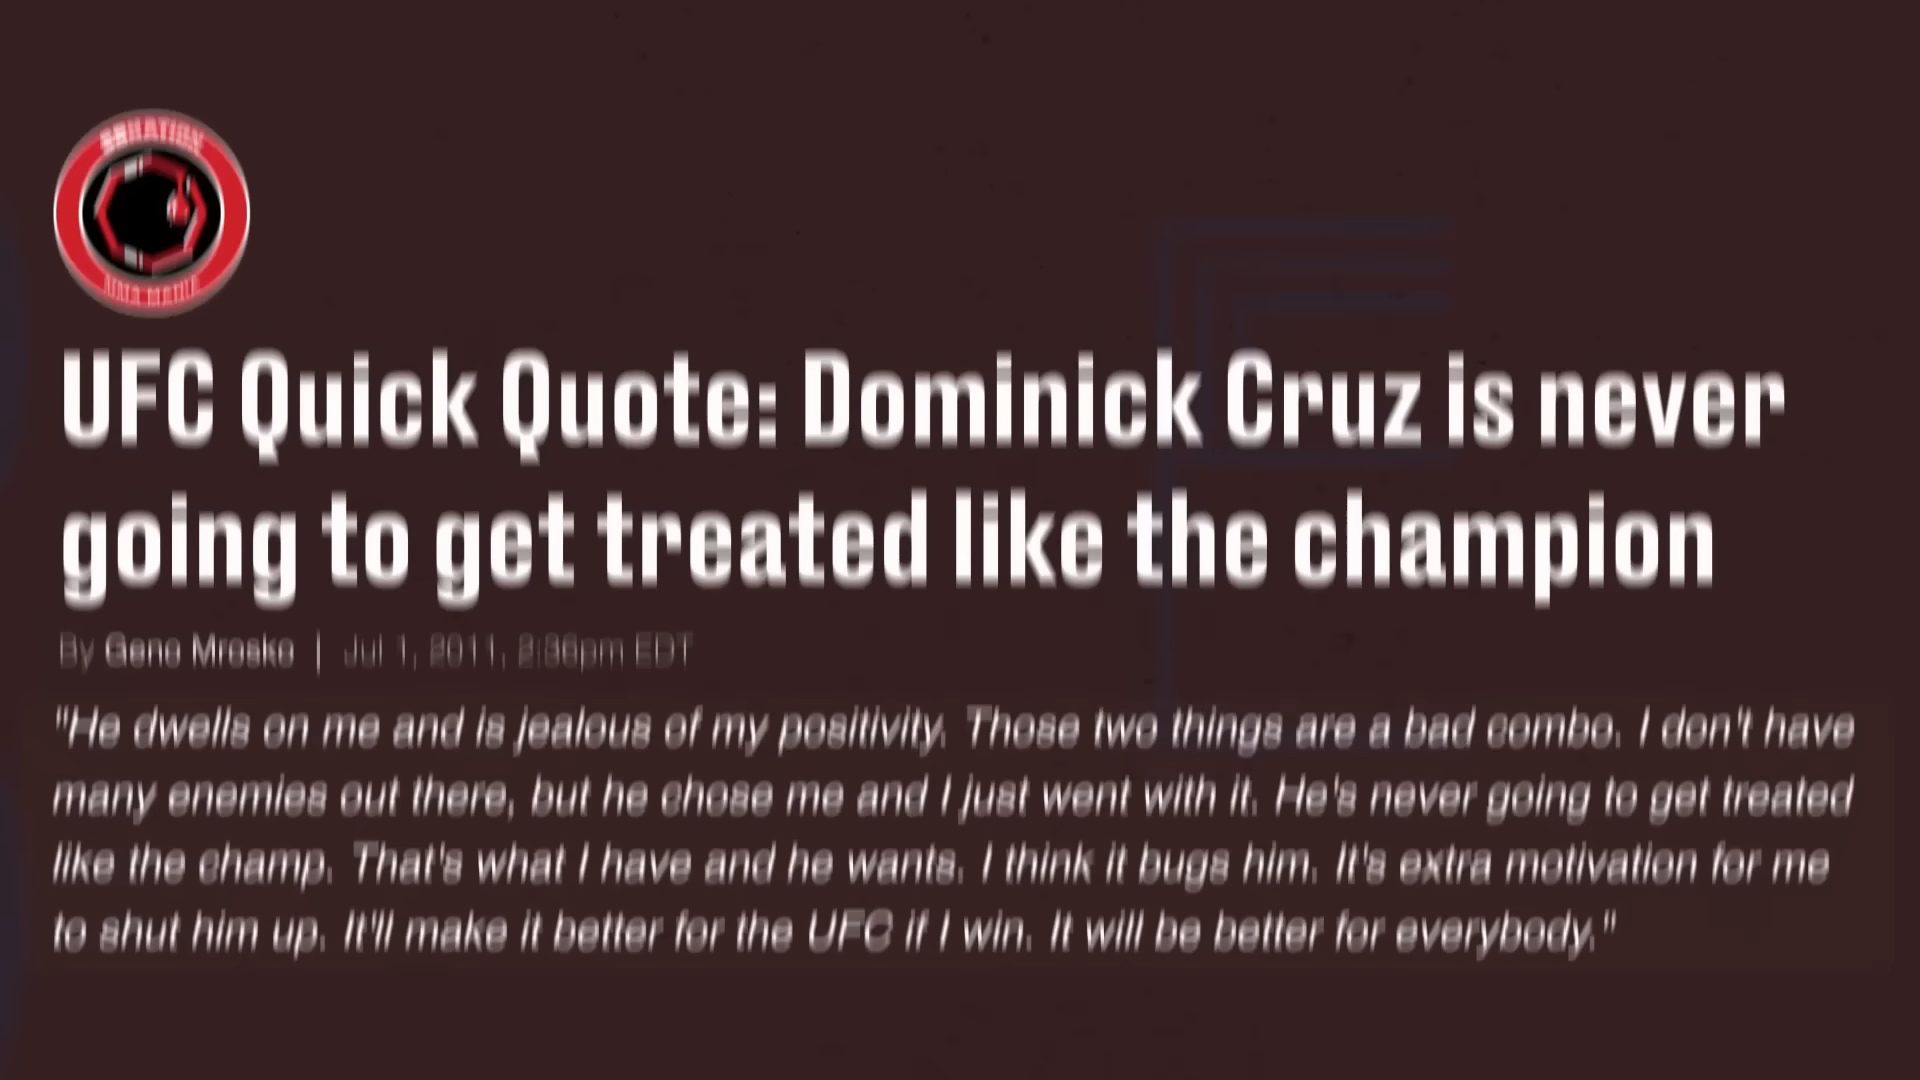 SBNATION
MMA MANIA
UFC Quick Quote: Dominick Cruz is never
going to get treated like the champion
By Gene Mroske | Jul 1, 2011, 2:36pm EDT
"He dwells on me and is jealous of my positivity. Those two things are a bad combo. I don't have
many enemies out there, but he chose me and I just went with it. He's never going to get treated
like the champ. That's what I have and he wants. I think it bugs him. It's extra motivation for me
to shut him up. It'll make it better for the UFC if I win. It will be better for everybody."